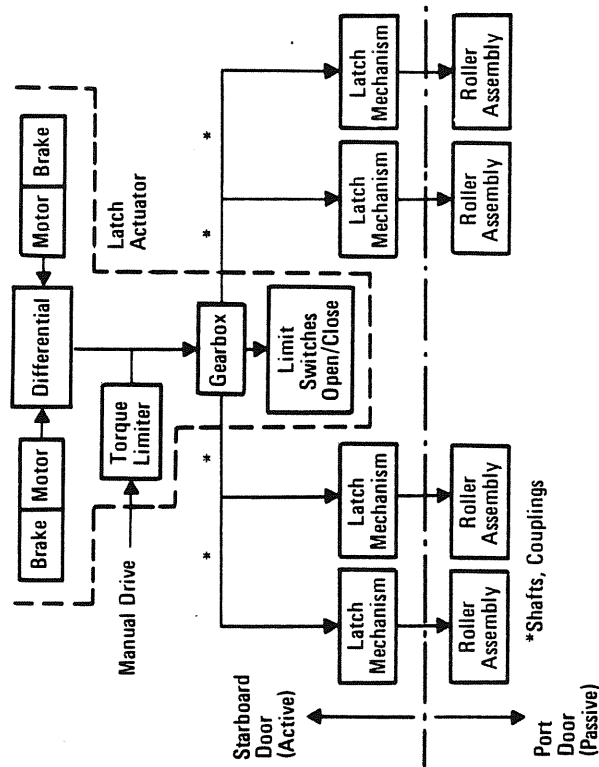 Brake
Motor
Differential
Motor
Brake
Latch
Actuator
Manual Drive
Torque
Limiter
Gearbox
*
*
*
*
Limit
Switches
Open/Close
Starboard
Door
(Active)
Latch
Mechanism
Latch
Mechanism
Latch
Mechanism
Latch
Mechanism
Roller
Assembly
Roller
Assembly
Roller
Assembly
Roller
Assembly
Port
Door
(Passive)
*Shafts, Couplings